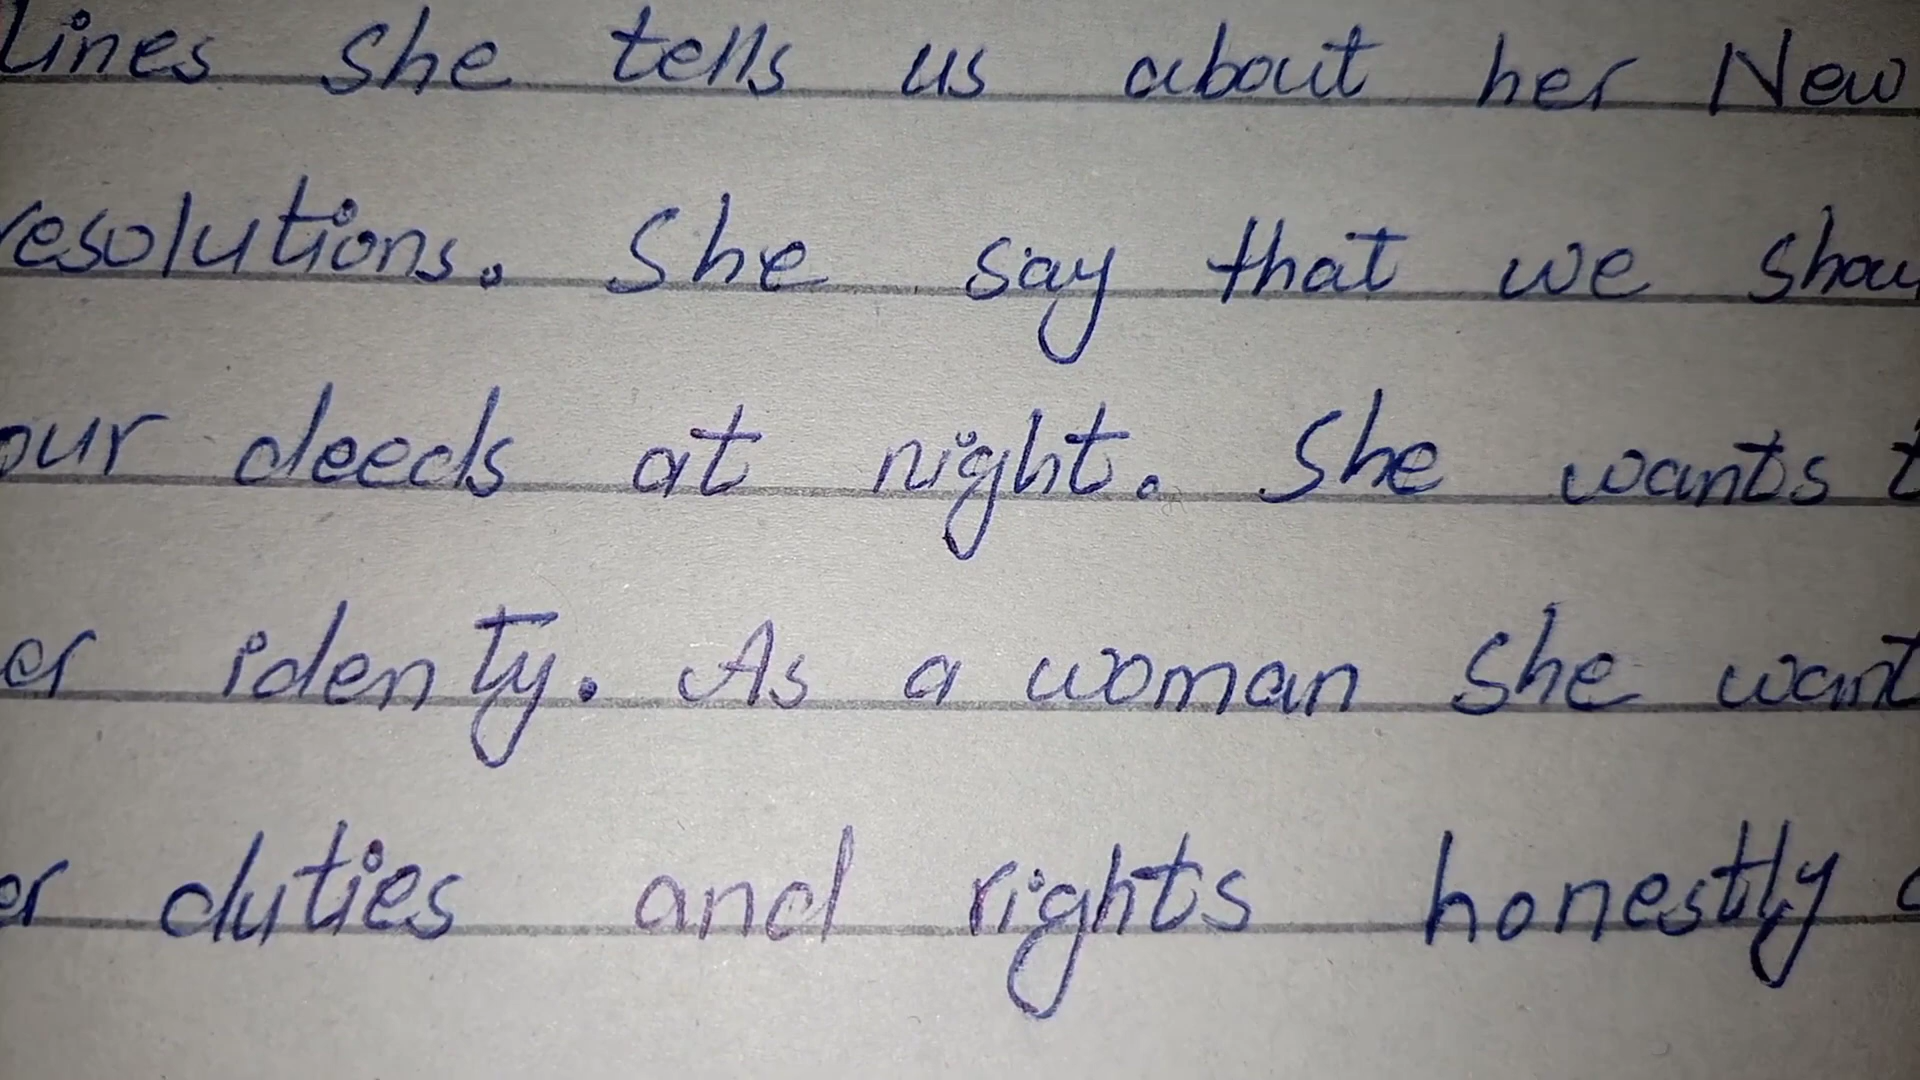 lines she tells us about her New
resolutions. She say that we shou
our deeds at night. She wants t
er identy. As a woman she want
er duties and rights honestly